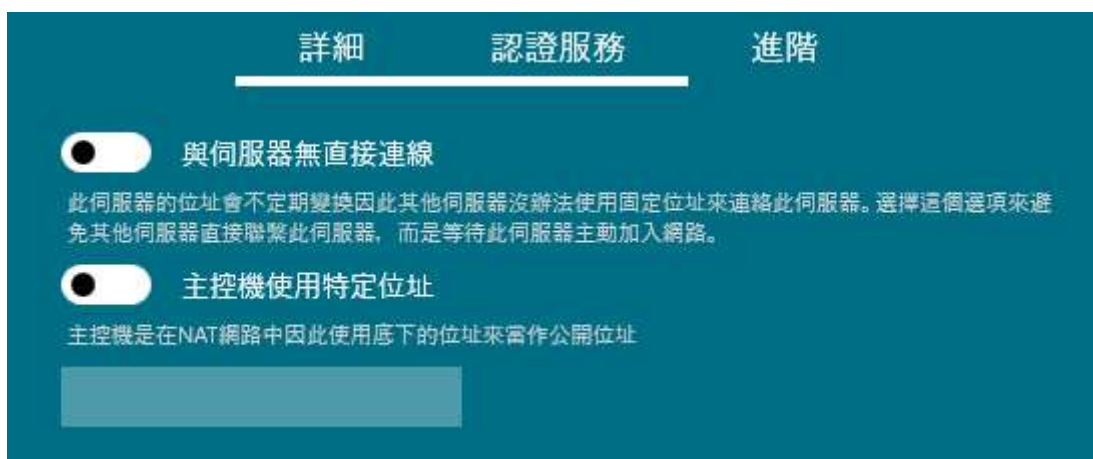 詳細 認證服務 進階
與伺服器無直接連線
此伺服器的位址會不定期變換因此其他伺服器沒辦法使用固定位址來連絡此伺服器。選擇這個選項來避
免其他伺服器直接聯繫此伺服器，而是等待此伺服器主動加入網路。
主控機使用特定位址
主控機是在NAT網路中因此使用底下的位址來當作公開位址